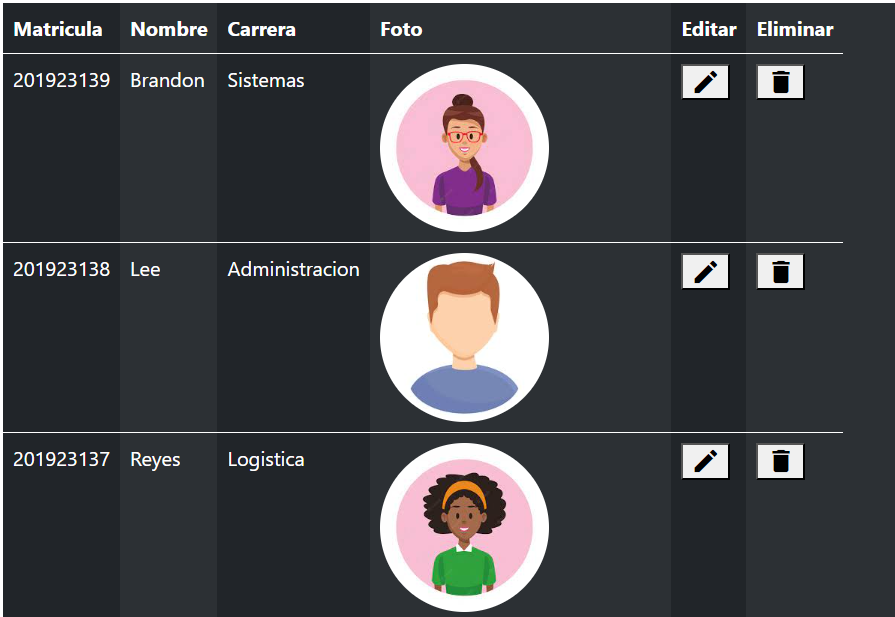 Matricula Nombre Carrera Foto Editar Eliminar
201923139 Brandon Sistemas
201923138 Lee Administracion
201923137 Reyes Logistica